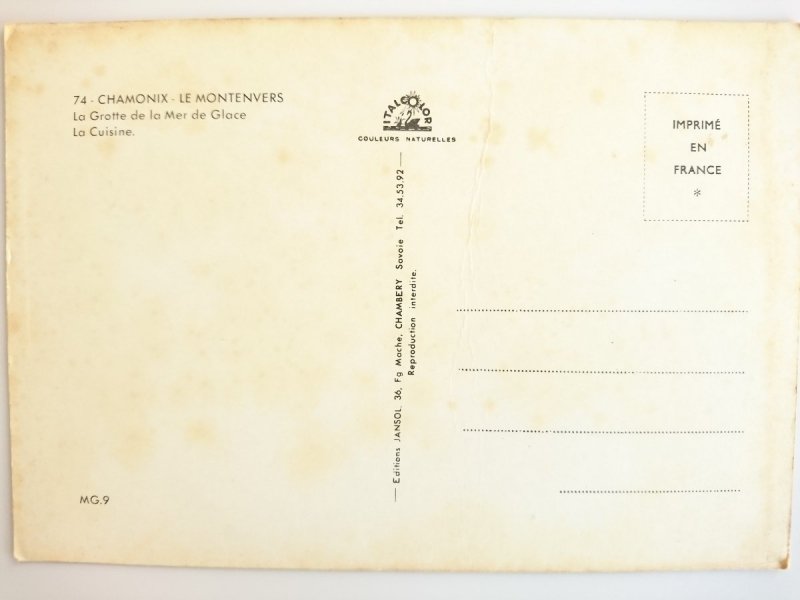 74 - CHAMONIX - LE MONTENVERS
La Grotte de la Mer de Glace
La Cuisine.
ITALCOLOR
COULEURS NATURELLES
IMPRIMÉ
EN
FRANCE
*
Editions JANSOL. 36, Fg Mache, CHAMBERY Savoie Tel. 34.53.92
Reproduction interdite.
MG.9